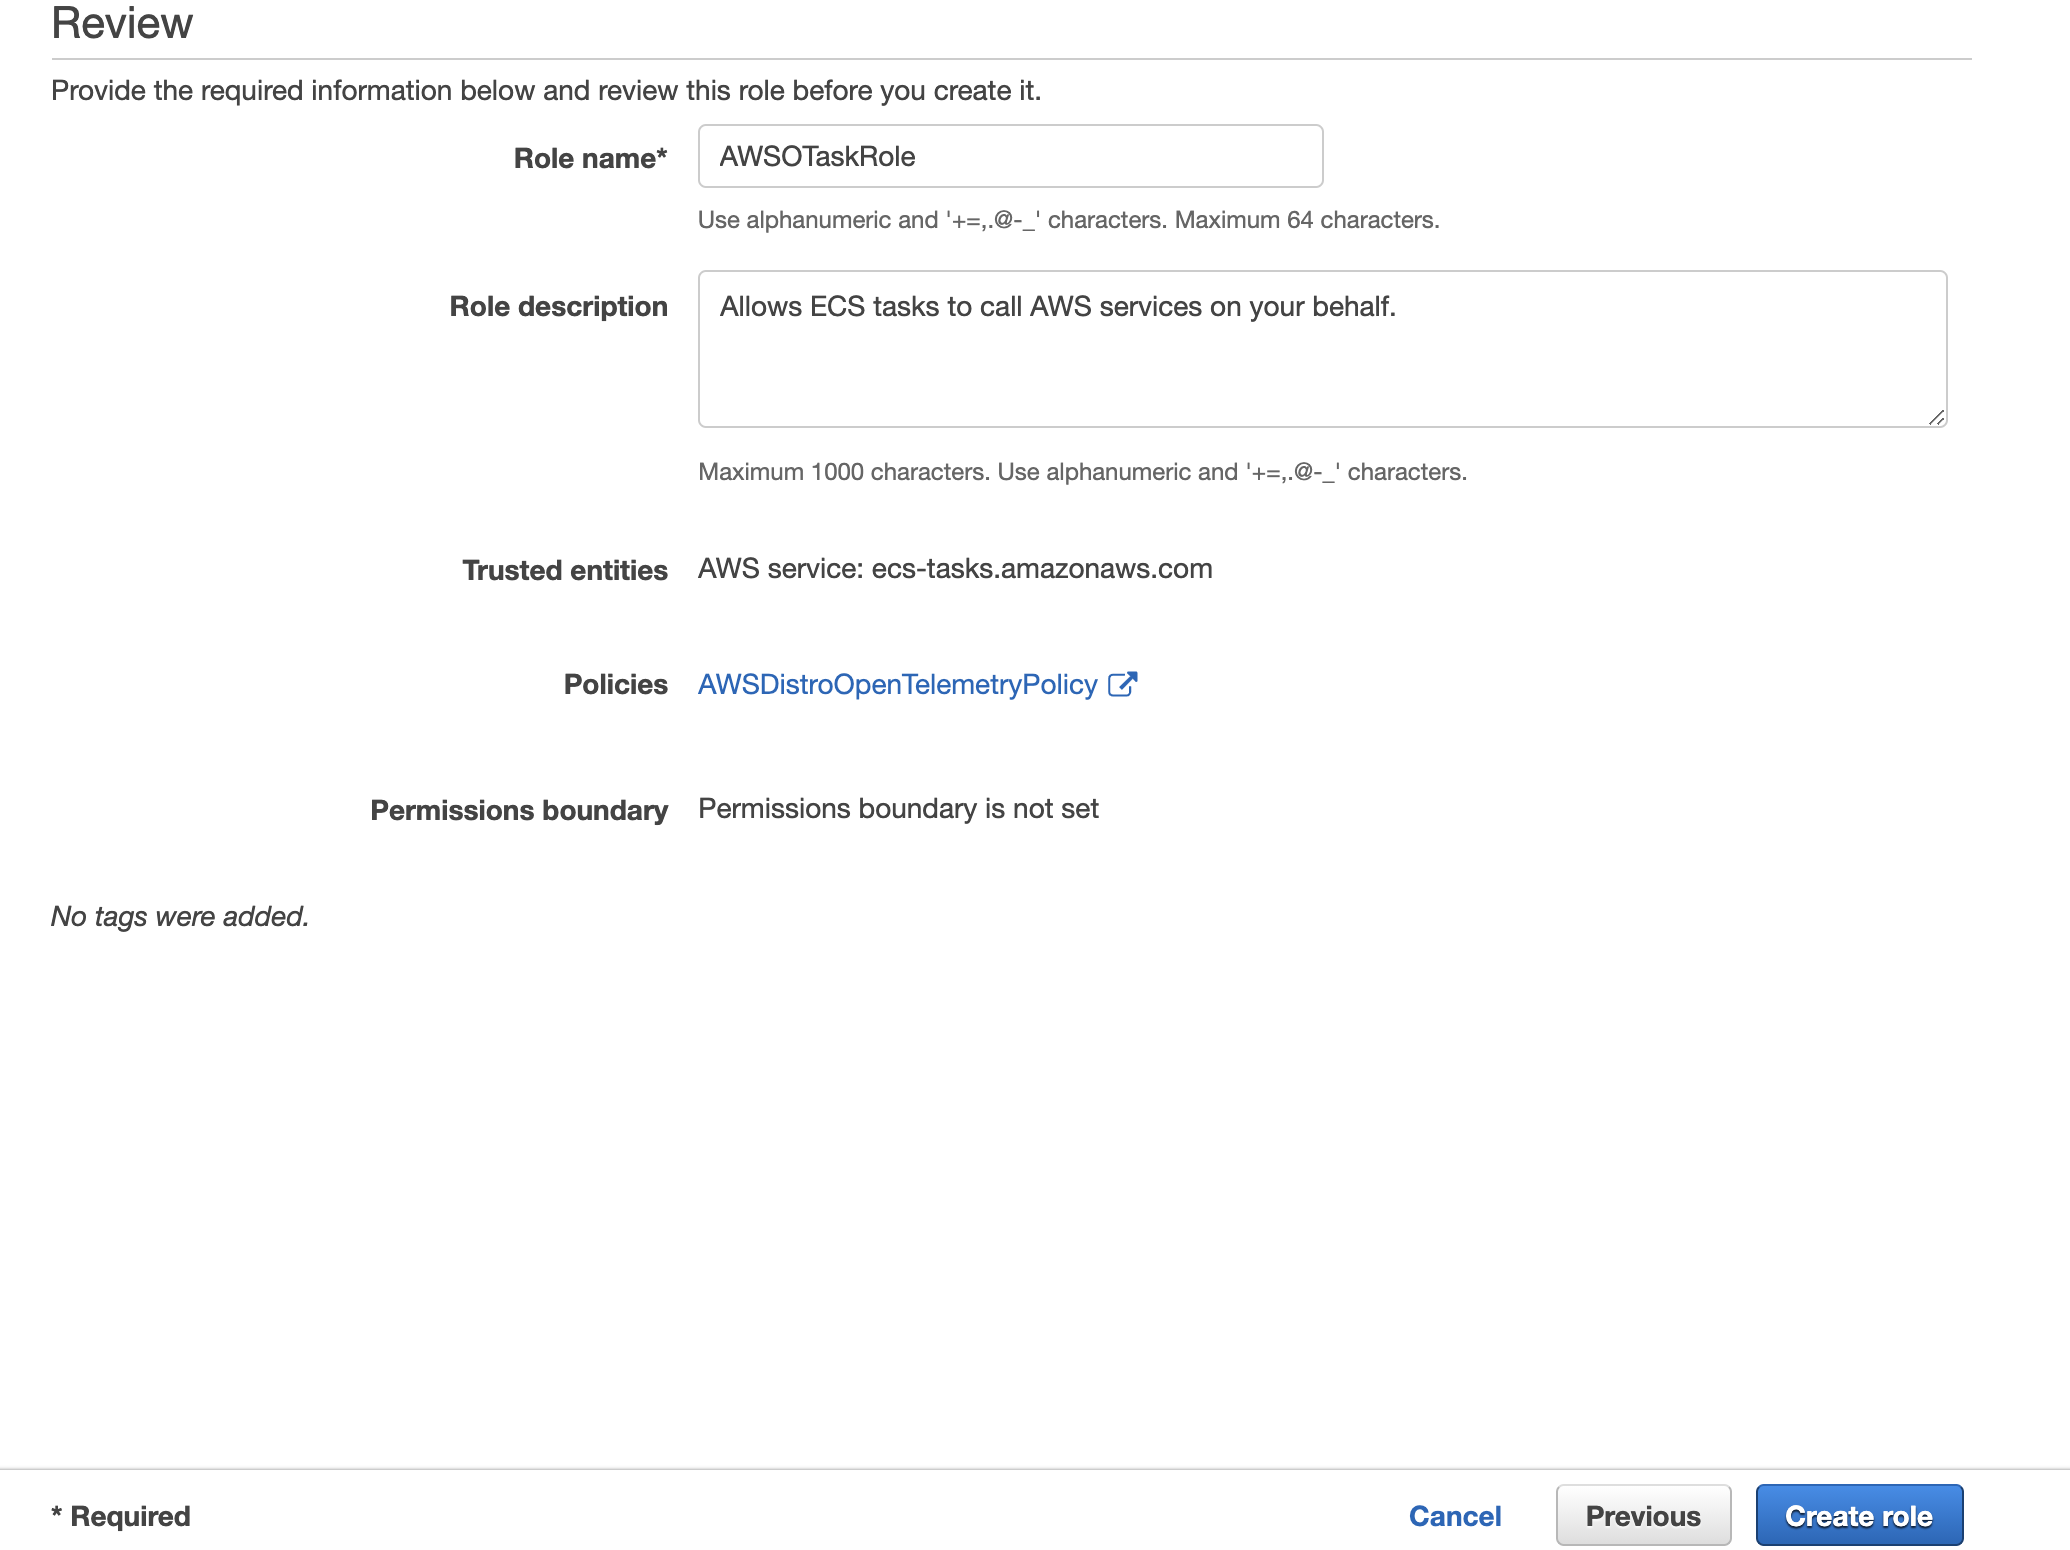 Review
Provide the required information below and review this role before you create it.
Role name*
AWSOTaskRole
Use alphanumeric and '+=,.@-_' characters. Maximum 64 characters.
Role description
Allows ECS tasks to call AWS services on your behalf.
Maximum 1000 characters. Use alphanumeric and '+=,.@-_' characters.
Trusted entities AWS service: ecs-tasks.amazonaws.com
Policies AWSDistroOpenTelemetryPolicy
Permissions boundary Permissions boundary is not set
No tags were added.
* Required Cancel Previous Create role